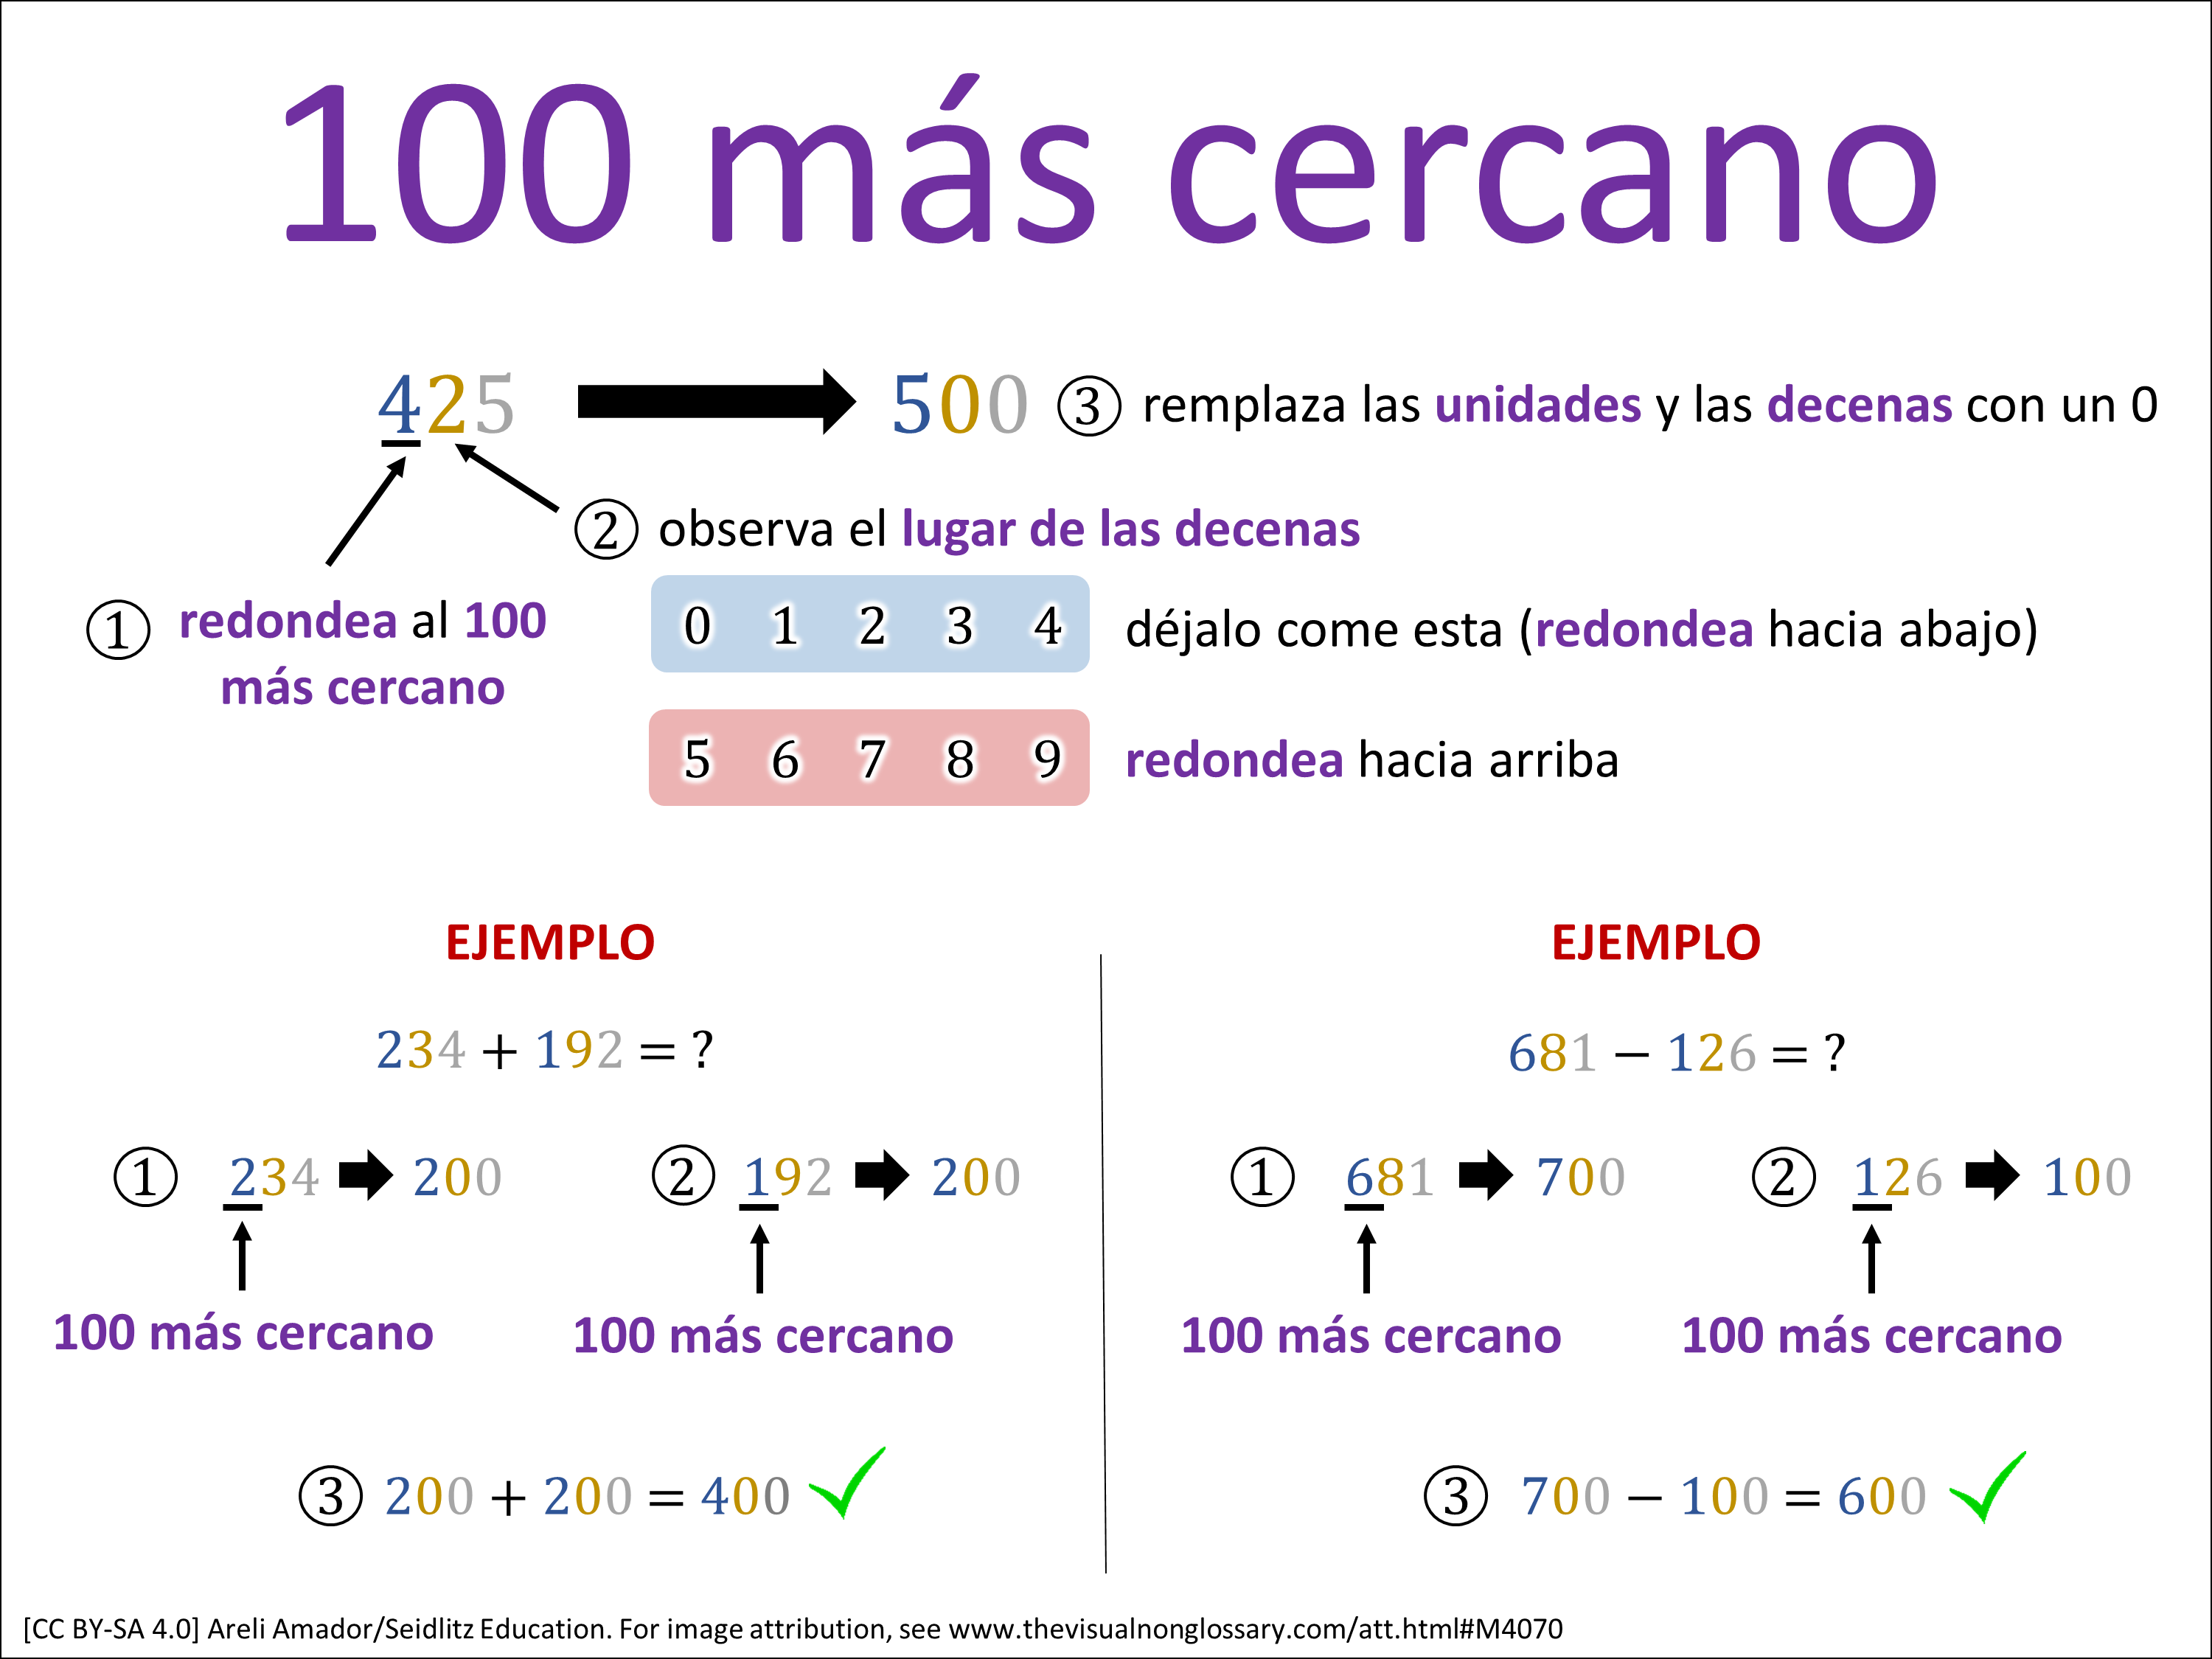 100 más cercano
425 500 ③ remplaza las unidades y las decenas con un 0
② observa el lugar de las decenas
① redondea al 100
más cercano
0 1 2 3 4 déjalo come esta (redondea hacia abajo)
5 6 7 8 9 redondea hacia arriba
EJEMPLO
234 + 192 = ?
① 234 200 ② 192 200
100 más cercano 100 más cercano
③ 200 + 200 = 400
EJEMPLO
681 − 126 = ?
① 681 700 ② 126 100
100 más cercano 100 más cercano
③ 700 − 100 = 600
[CC BY-SA 4.0] Areli Amador/Seidlitz Education. For image attribution, see www.thevisualnonglossary.com/att.html#M4070